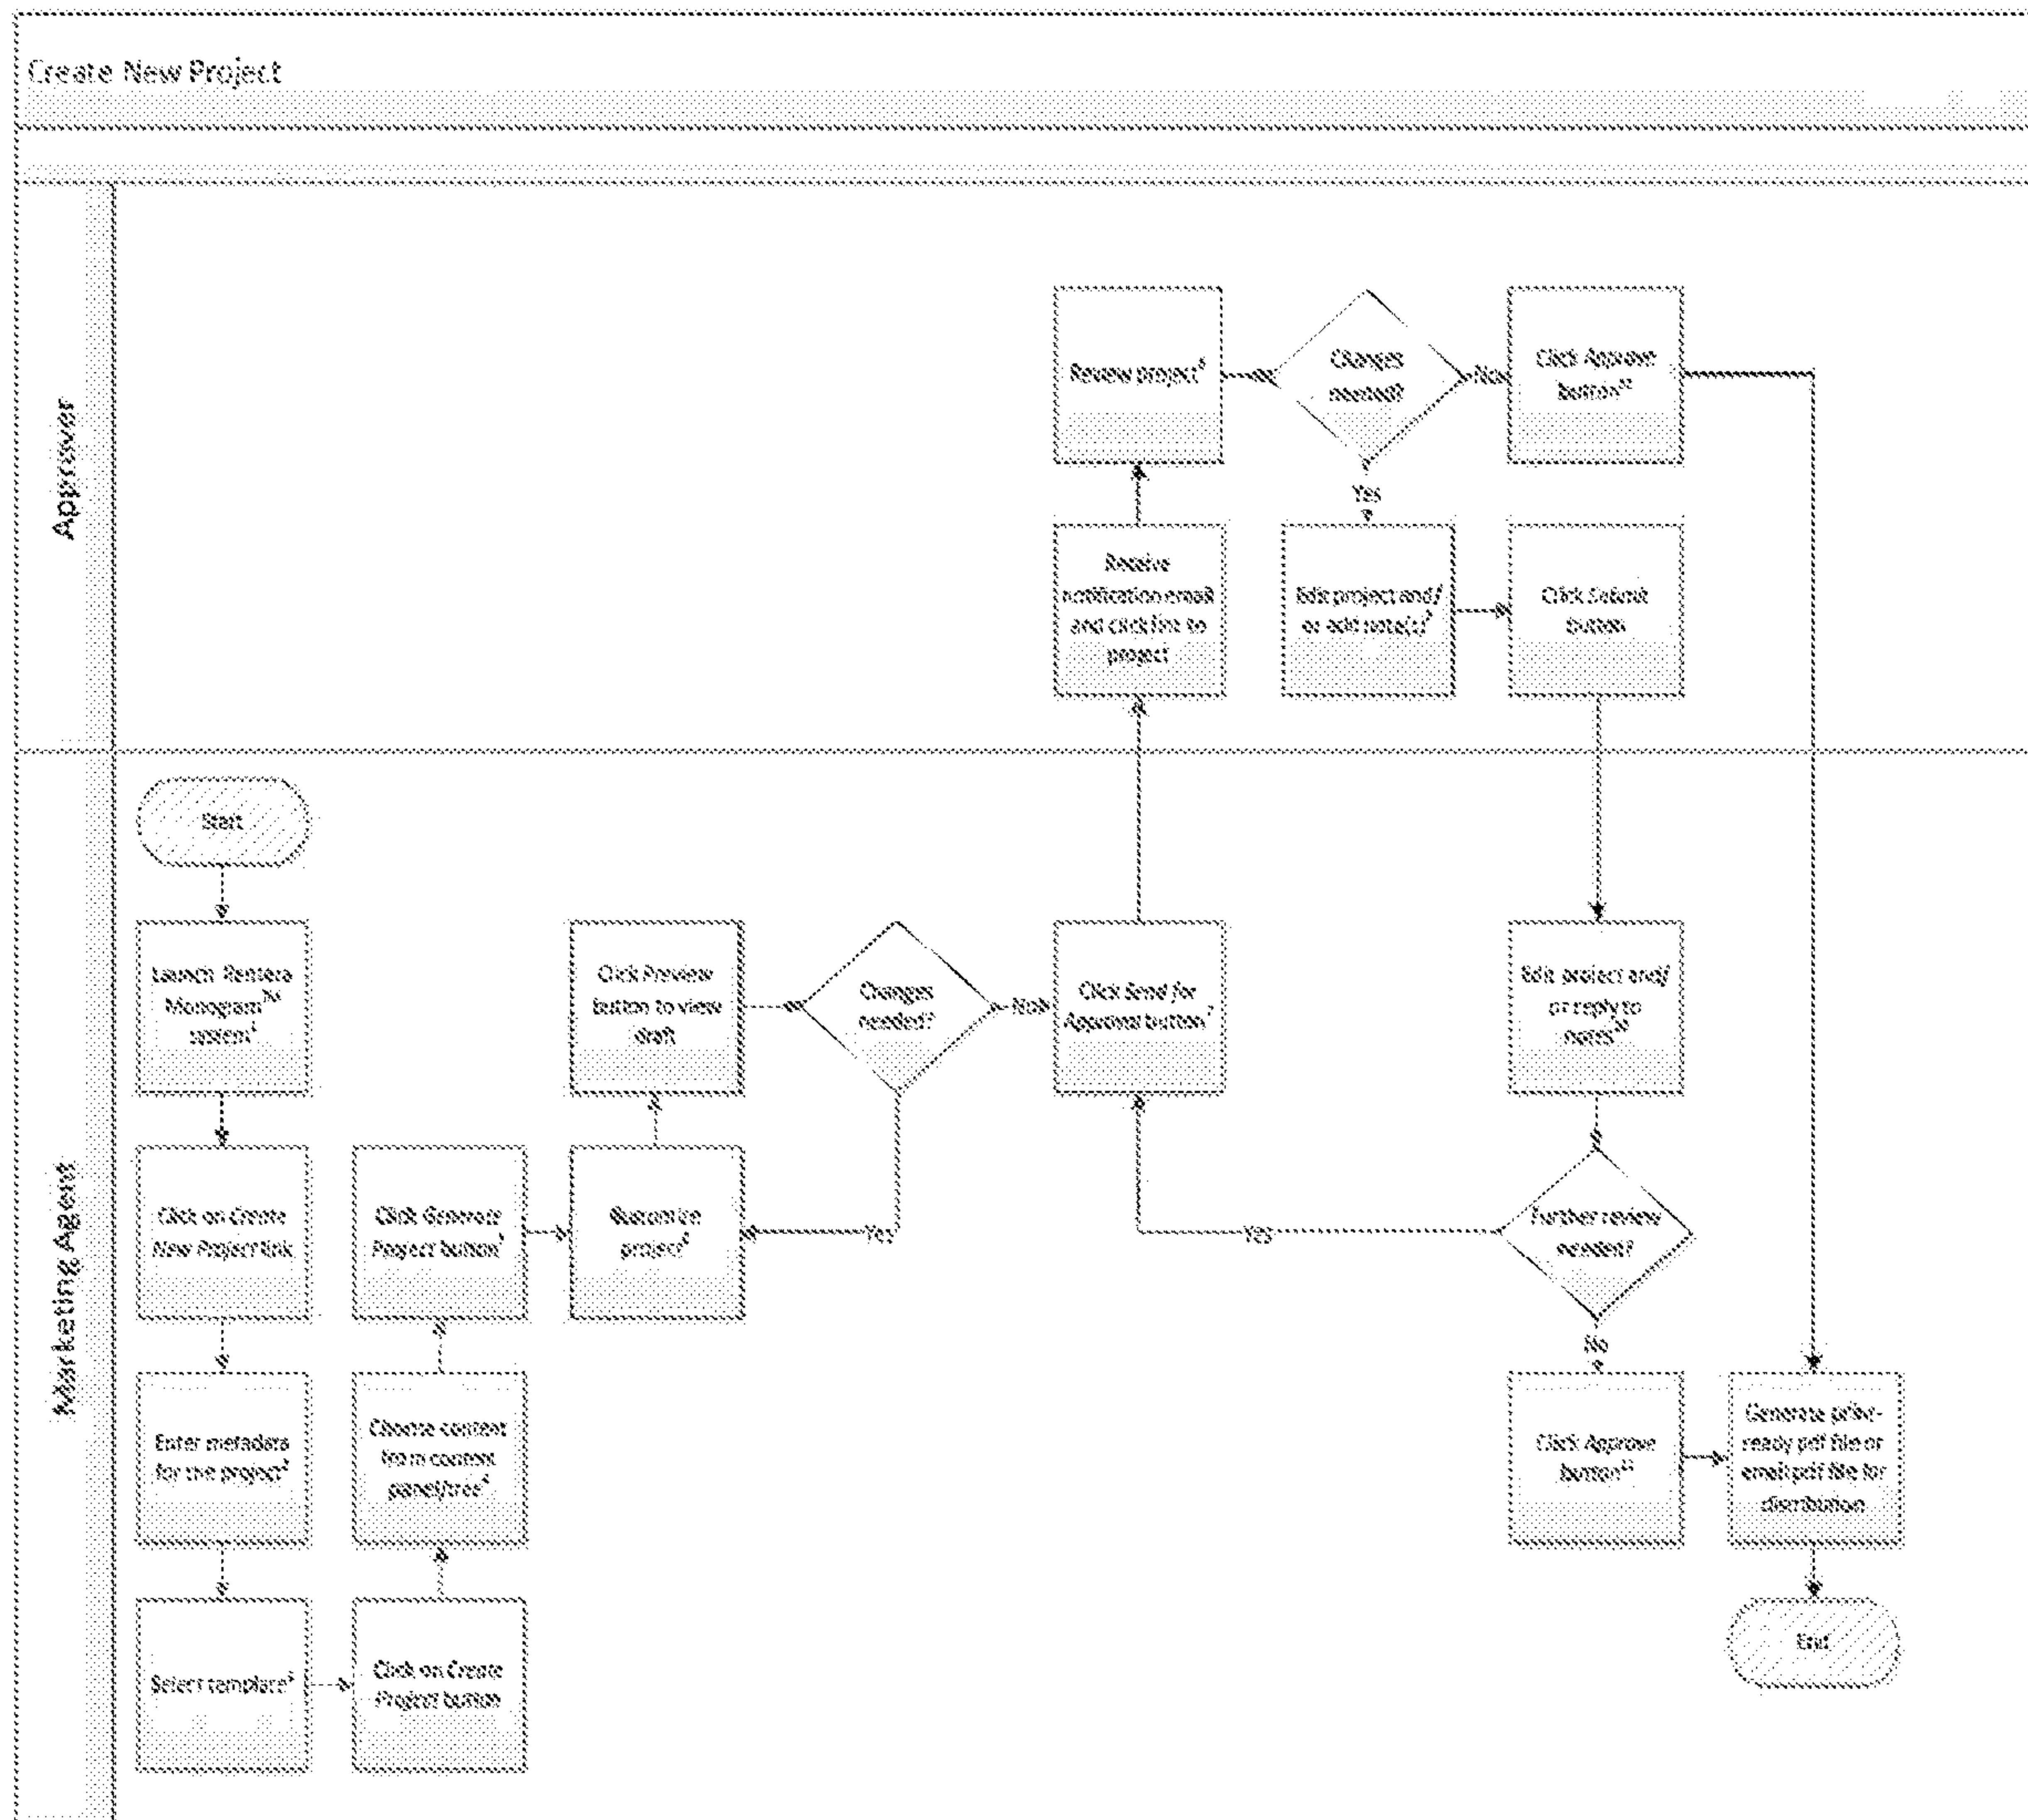 Create New Project
Approver
Review project
Changes
needed?
No
Click Approve
button
Yes
Receive
notification email
and click link to
project
Edit project and/
or add note(s)
Click Submit
button
Marketing Agent
Start
Launch
Monogram
system
Click Preview
button to view
draft
Changes
needed?
No
Click Send for
Approval button
Edit project and/
or reply to
notes
Click on Create
New Project link
Click Generate
Project button
project
Yes
Yes
Further review
needed?
No
Enter metadata
for the project
Choose content
from content
panel/tree
Click Approve
button
Generate print-
ready pdf file or
email pdf file for
distribution
Select template
Click on Create
Project button
End